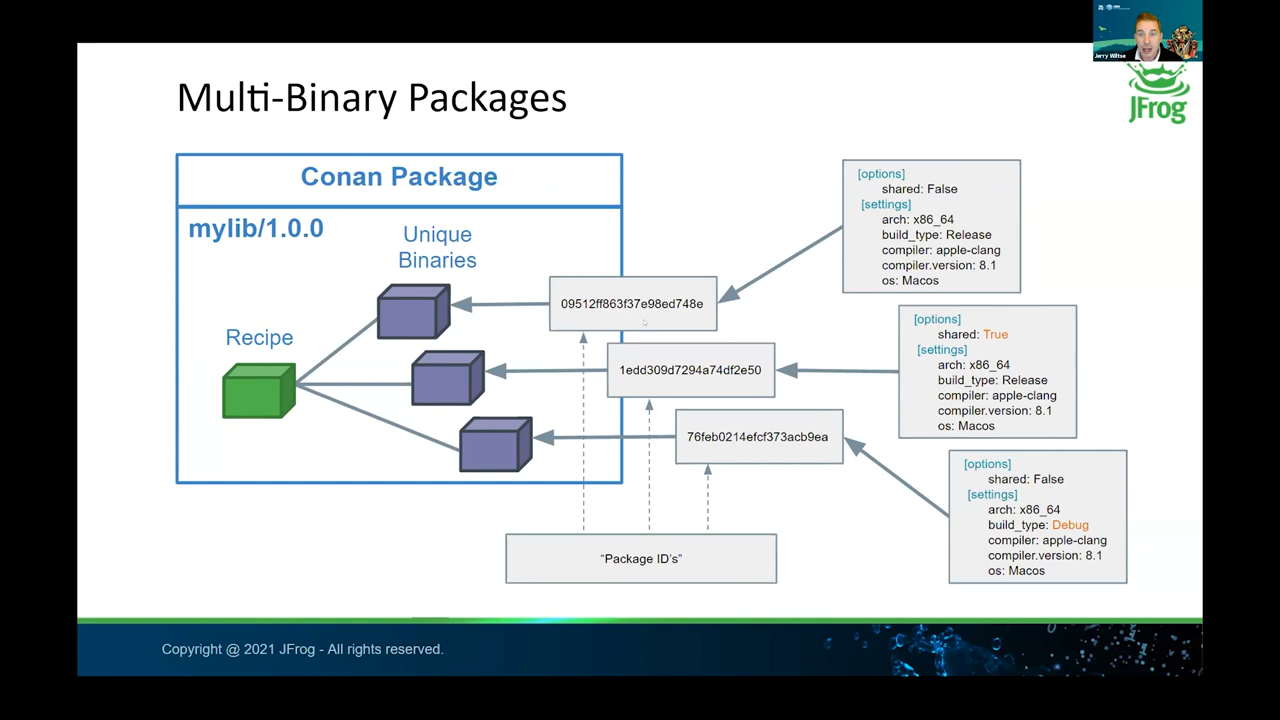 Jerry Wiltse
JFrog
Multi-Binary Packages
Conan Package
mylib/1.0.0
Unique
Binaries
Recipe
09512ff863f37e98ed748e
1edd309d7294a74df2e50
76feb0214efcf373acb9ea
"Package ID's"
[options]
shared: False
[settings]
arch: x86_64
build_type: Release
compiler: apple-clang
compiler.version: 8.1
os: Macos
[options]
shared: True
[settings]
arch: x86_64
build_type: Release
compiler: apple-clang
compiler.version: 8.1
os: Macos
[options]
shared: False
[settings]
arch: x86_64
build_type: Debug
compiler: apple-clang
compiler.version: 8.1
os: Macos
Copyright @ 2021 JFrog - All rights reserved.